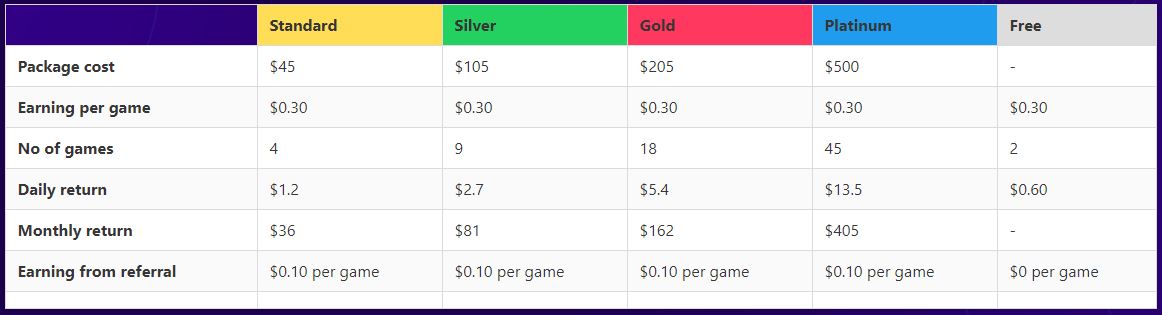 Standard Silver Gold Platinum Free
Package cost $45 $105 $205 $500 -
Earning per game $0.30 $0.30 $0.30 $0.30 $0.30
No of games 4 9 18 45 2
Daily return $1.2 $2.7 $5.4 $13.5 $0.60
Monthly return $36 $81 $162 $405 -
Earning from referral $0.10 per game $0.10 per game $0.10 per game $0.10 per game $0 per game